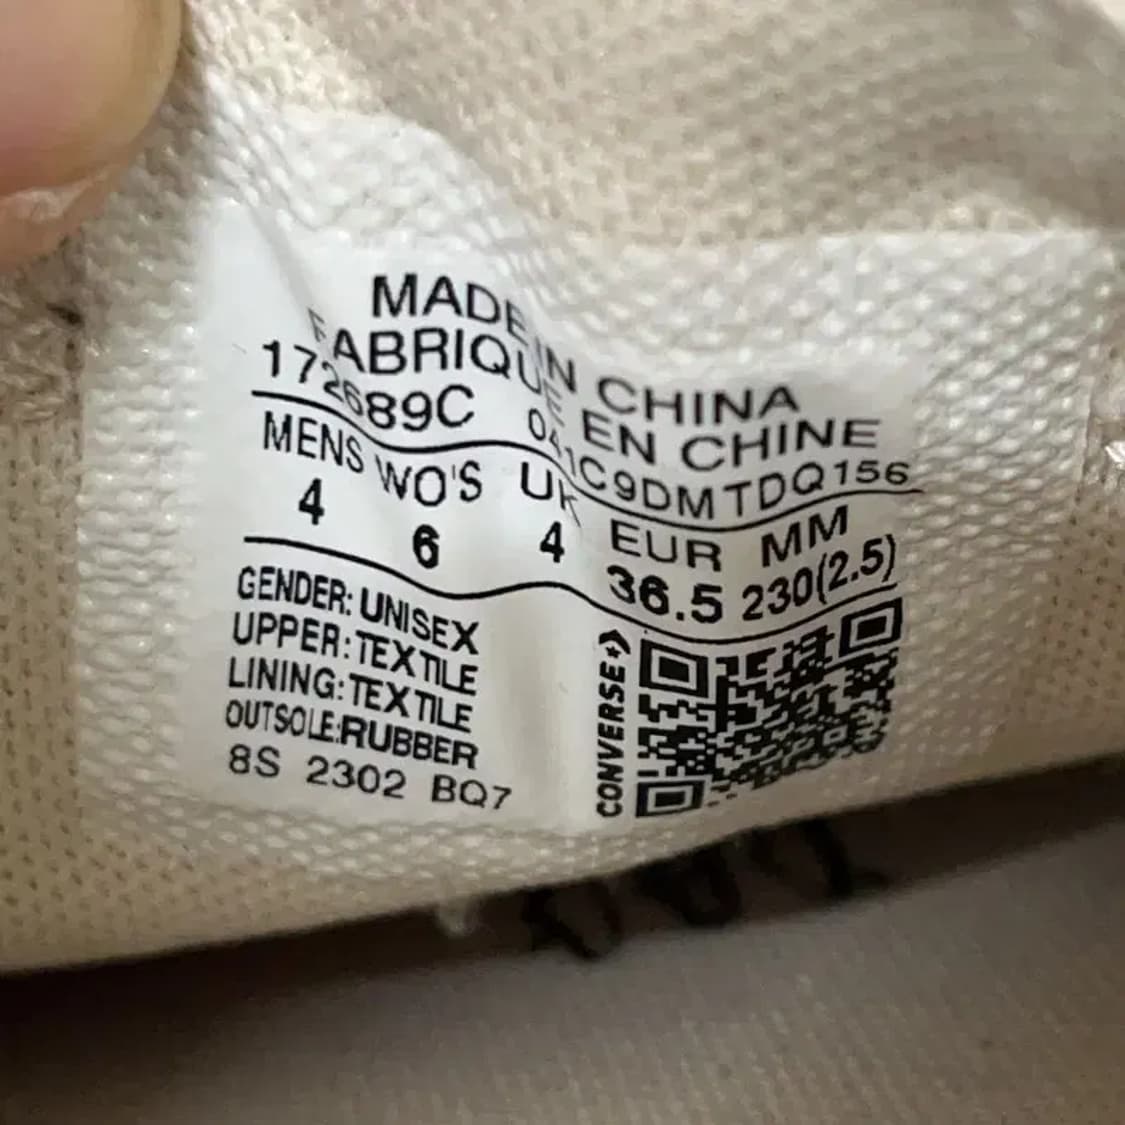 MADE IN CHINA
FABRIQUE EN CHINE
172689C 041C9DMTDQ156
MENS WO'S UK EUR MM
4 6 4 36.5 230(2.5)
GENDER: UNISEX
UPPER: TEXTILE
LINING: TEXTILE
OUTSOLE: RUBBER
8S 2302 BQ7
CONVERSE